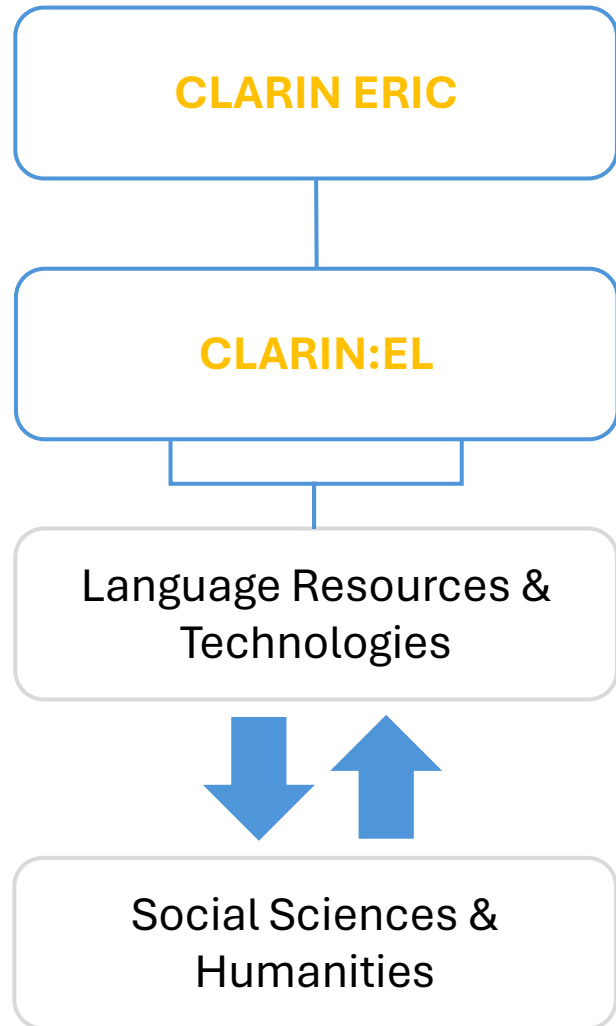 CLARIN ERIC
CLARIN:EL
Language Resources &
Technologies
Social Sciences &
Humanities